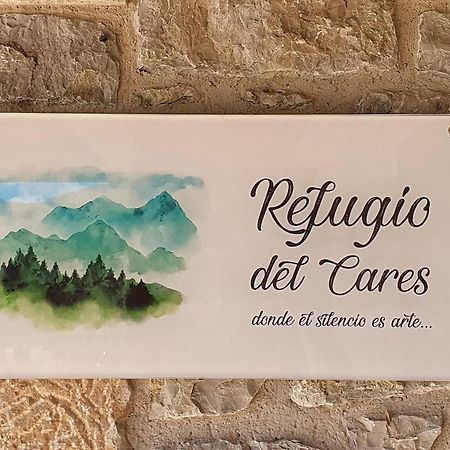 Refugio
del Cares
donde el silencio es arte...